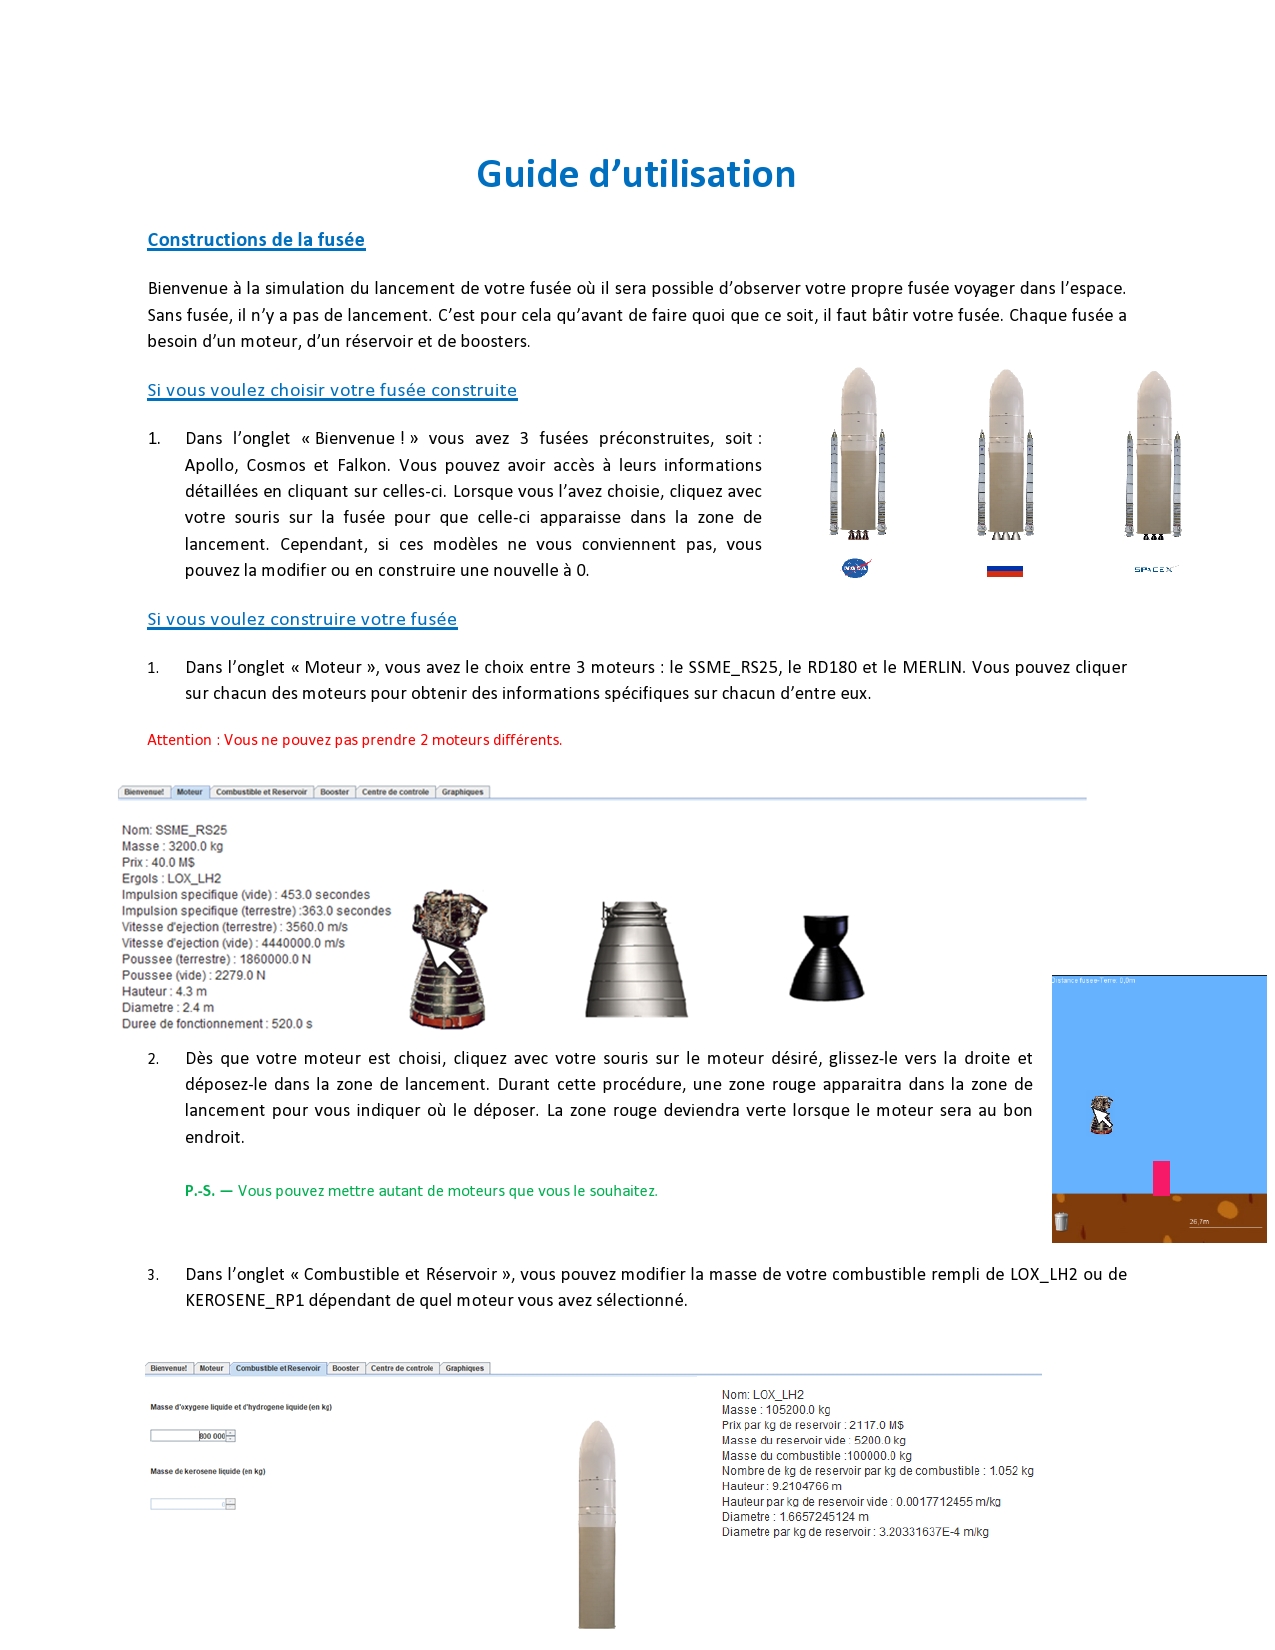 Guide d’utilisation
Constructions de la fusée
Bienvenue à la simulation du lancement de votre fusée où il sera possible d’observer votre propre fusée voyager dans l’espace.
Sans fusée, il n’y a pas de lancement. C’est pour cela qu’avant de faire quoi que ce soit, il faut bâtir votre fusée. Chaque fusée a
besoin d’un moteur, d’un réservoir et de boosters.
Si vous voulez choisir votre fusée construite
1. Dans l’onglet « Bienvenue ! » vous avez 3 fusées préconstruites, soit :
Apollo, Cosmos et Falkon. Vous pouvez avoir accès à leurs informations
détaillées en cliquant sur celles-ci. Lorsque vous l’avez choisie, cliquez avec
votre souris sur la fusée pour que celle-ci apparaisse dans la zone de
lancement. Cependant, si ces modèles ne vous conviennent pas, vous
pouvez la modifier ou en construire une nouvelle à 0.
NASA
SPACEX
Si vous voulez construire votre fusée
1. Dans l’onglet « Moteur », vous avez le choix entre 3 moteurs : le SSME_RS25, le RD180 et le MERLIN. Vous pouvez cliquer
sur chacun des moteurs pour obtenir des informations spécifiques sur chacun d’entre eux.
Attention : Vous ne pouvez pas prendre 2 moteurs différents.
Bienvenue! Moteur Combustible et Reservoir Booster Centre de controle Graphiques
Nom: SSME_RS25
Masse : 3200.0 kg
Prix : 40.0 M$
Ergols : LOX_LH2
Impulsion specifique (vide) : 453.0 secondes
Impulsion specifique (terrestre) :363.0 secondes
Vitesse d'ejection (terrestre) : 3560.0 m/s
Vitesse d'ejection (vide) : 4440000.0 m/s
Poussee (terrestre) : 1860000.0 N
Poussee (vide) : 2279.0 N
Hauteur : 4.3 m
Diametre : 2.4 m
Duree de fonctionnement : 520.0 s
Distance fusee-Terre: 0,0m
26,7m
2. Dès que votre moteur est choisi, cliquez avec votre souris sur le moteur désiré, glissez-le vers la droite et
déposez-le dans la zone de lancement. Durant cette procédure, une zone rouge apparaitra dans la zone de
lancement pour vous indiquer où le déposer. La zone rouge deviendra verte lorsque le moteur sera au bon
endroit.
P.-S. — Vous pouvez mettre autant de moteurs que vous le souhaitez.
3. Dans l’onglet « Combustible et Réservoir », vous pouvez modifier la masse de votre combustible rempli de LOX_LH2 ou de
KEROSENE_RP1 dépendant de quel moteur vous avez sélectionné.
Bienvenue! Moteur Combustible et Reservoir Booster Centre de controle Graphiques
Masse d'oxygene liquide et d'hydrogene liquide (en kg)
800 000
Masse de kerosene liquide (en kg)
Nom: LOX_LH2
Masse : 105200.0 kg
Prix par kg de reservoir : 2117.0 M$
Masse du reservoir vide : 5200.0 kg
Masse du combustible :100000.0 kg
Nombre de kg de reservoir par kg de combustible : 1.052 kg
Hauteur : 9.2104766 m
Hauteur par kg de reservoir vide : 0.0017712455 m/kg
Diametre : 1.6657245124 m
Diametre par kg de reservoir : 3.20331637E-4 m/kg